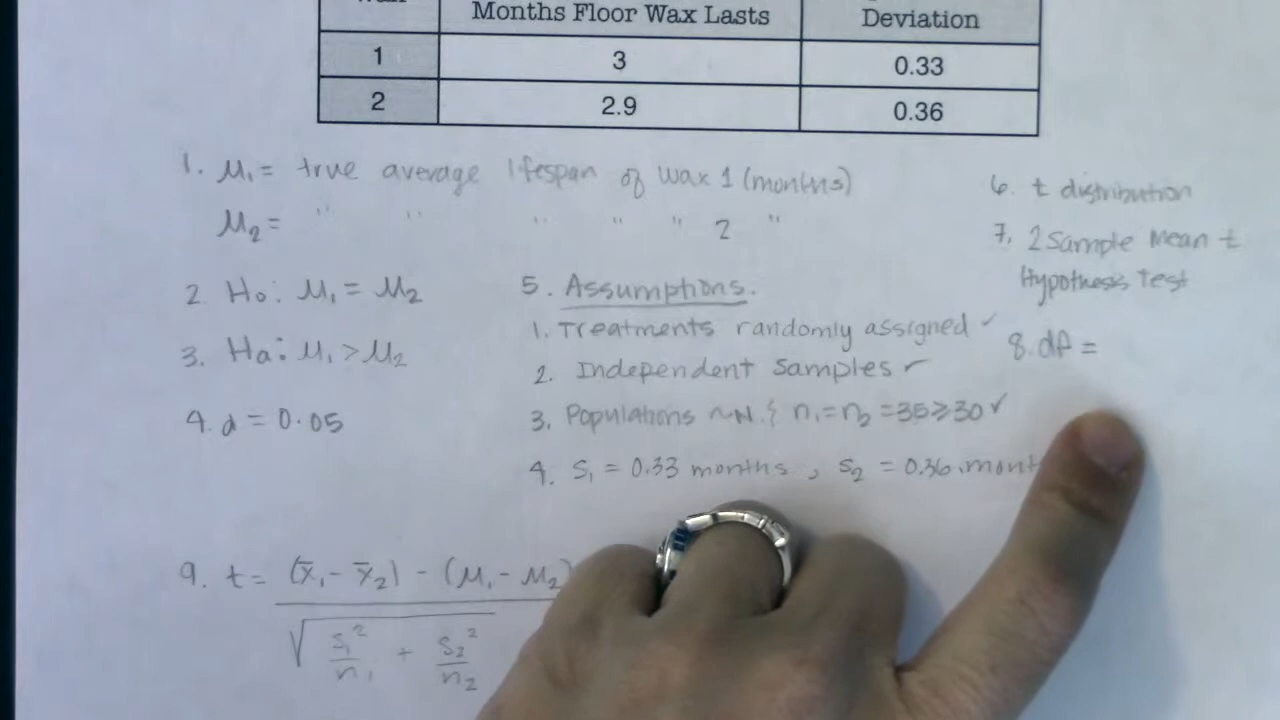 Months Floor Wax Lasts Deviation
1 3 0.33
2 2.9 0.36
1. μ₁ = true average lifespan of wax 1 (months)
μ₂ = " " " " " 2 "
2. Ho: μ₁ = μ₂
3. Ha: μ₁ > μ₂
4. α = 0.05
5. Assumptions.
1. Treatments randomly assigned ✓
2. Independent Samples ✓
3. Populations ~N. & n₁ = n₂ = 35 ≥ 30 ✓
4. S₁ = 0.33 months, S₂ = 0.36 mont
6. t distribution
7. 2 Sample Mean t
Hypothesis Test
8. df =
9. t = (x̄₁ - x̄₂) - (μ₁ - μ₂)
√ s₁²/n₁ + s₂²/n₂